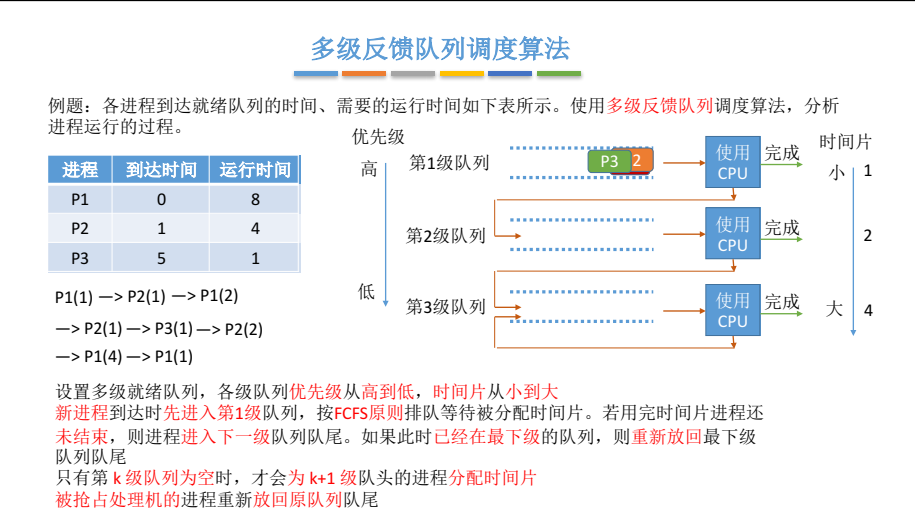 多级反馈队列调度算法
例题：各进程到达就绪队列的时间、需要的运行时间如下表所示。使用多级反馈队列调度算法，分析
进程运行的过程。
进程 到达时间 运行时间
P1 0 8
P2 1 4
P3 5 1
P1(1) —> P2(1) —> P1(2)
—> P2(1) —> P3(1) —> P2(2)
—> P1(4) —> P1(1)
优先级
高
低
第1级队列
P3 2
使用
CPU
完成
第2级队列
使用
CPU
完成
第3级队列
使用
CPU
完成
时间片
小 1
2
大 4
设置多级就绪队列，各级队列优先级从高到低，时间片从小到大
新进程到达时先进入第1级队列，按FCFS原则排队等待被分配时间片。若用完时间片进程还
未结束，则进程进入下一级队列队尾。如果此时已经在最下级的队列，则重新放回最下级
队列队尾
只有第 k 级队列为空时，才会为 k+1 级队头的进程分配时间片
被抢占处理机的进程重新放回原队列队尾